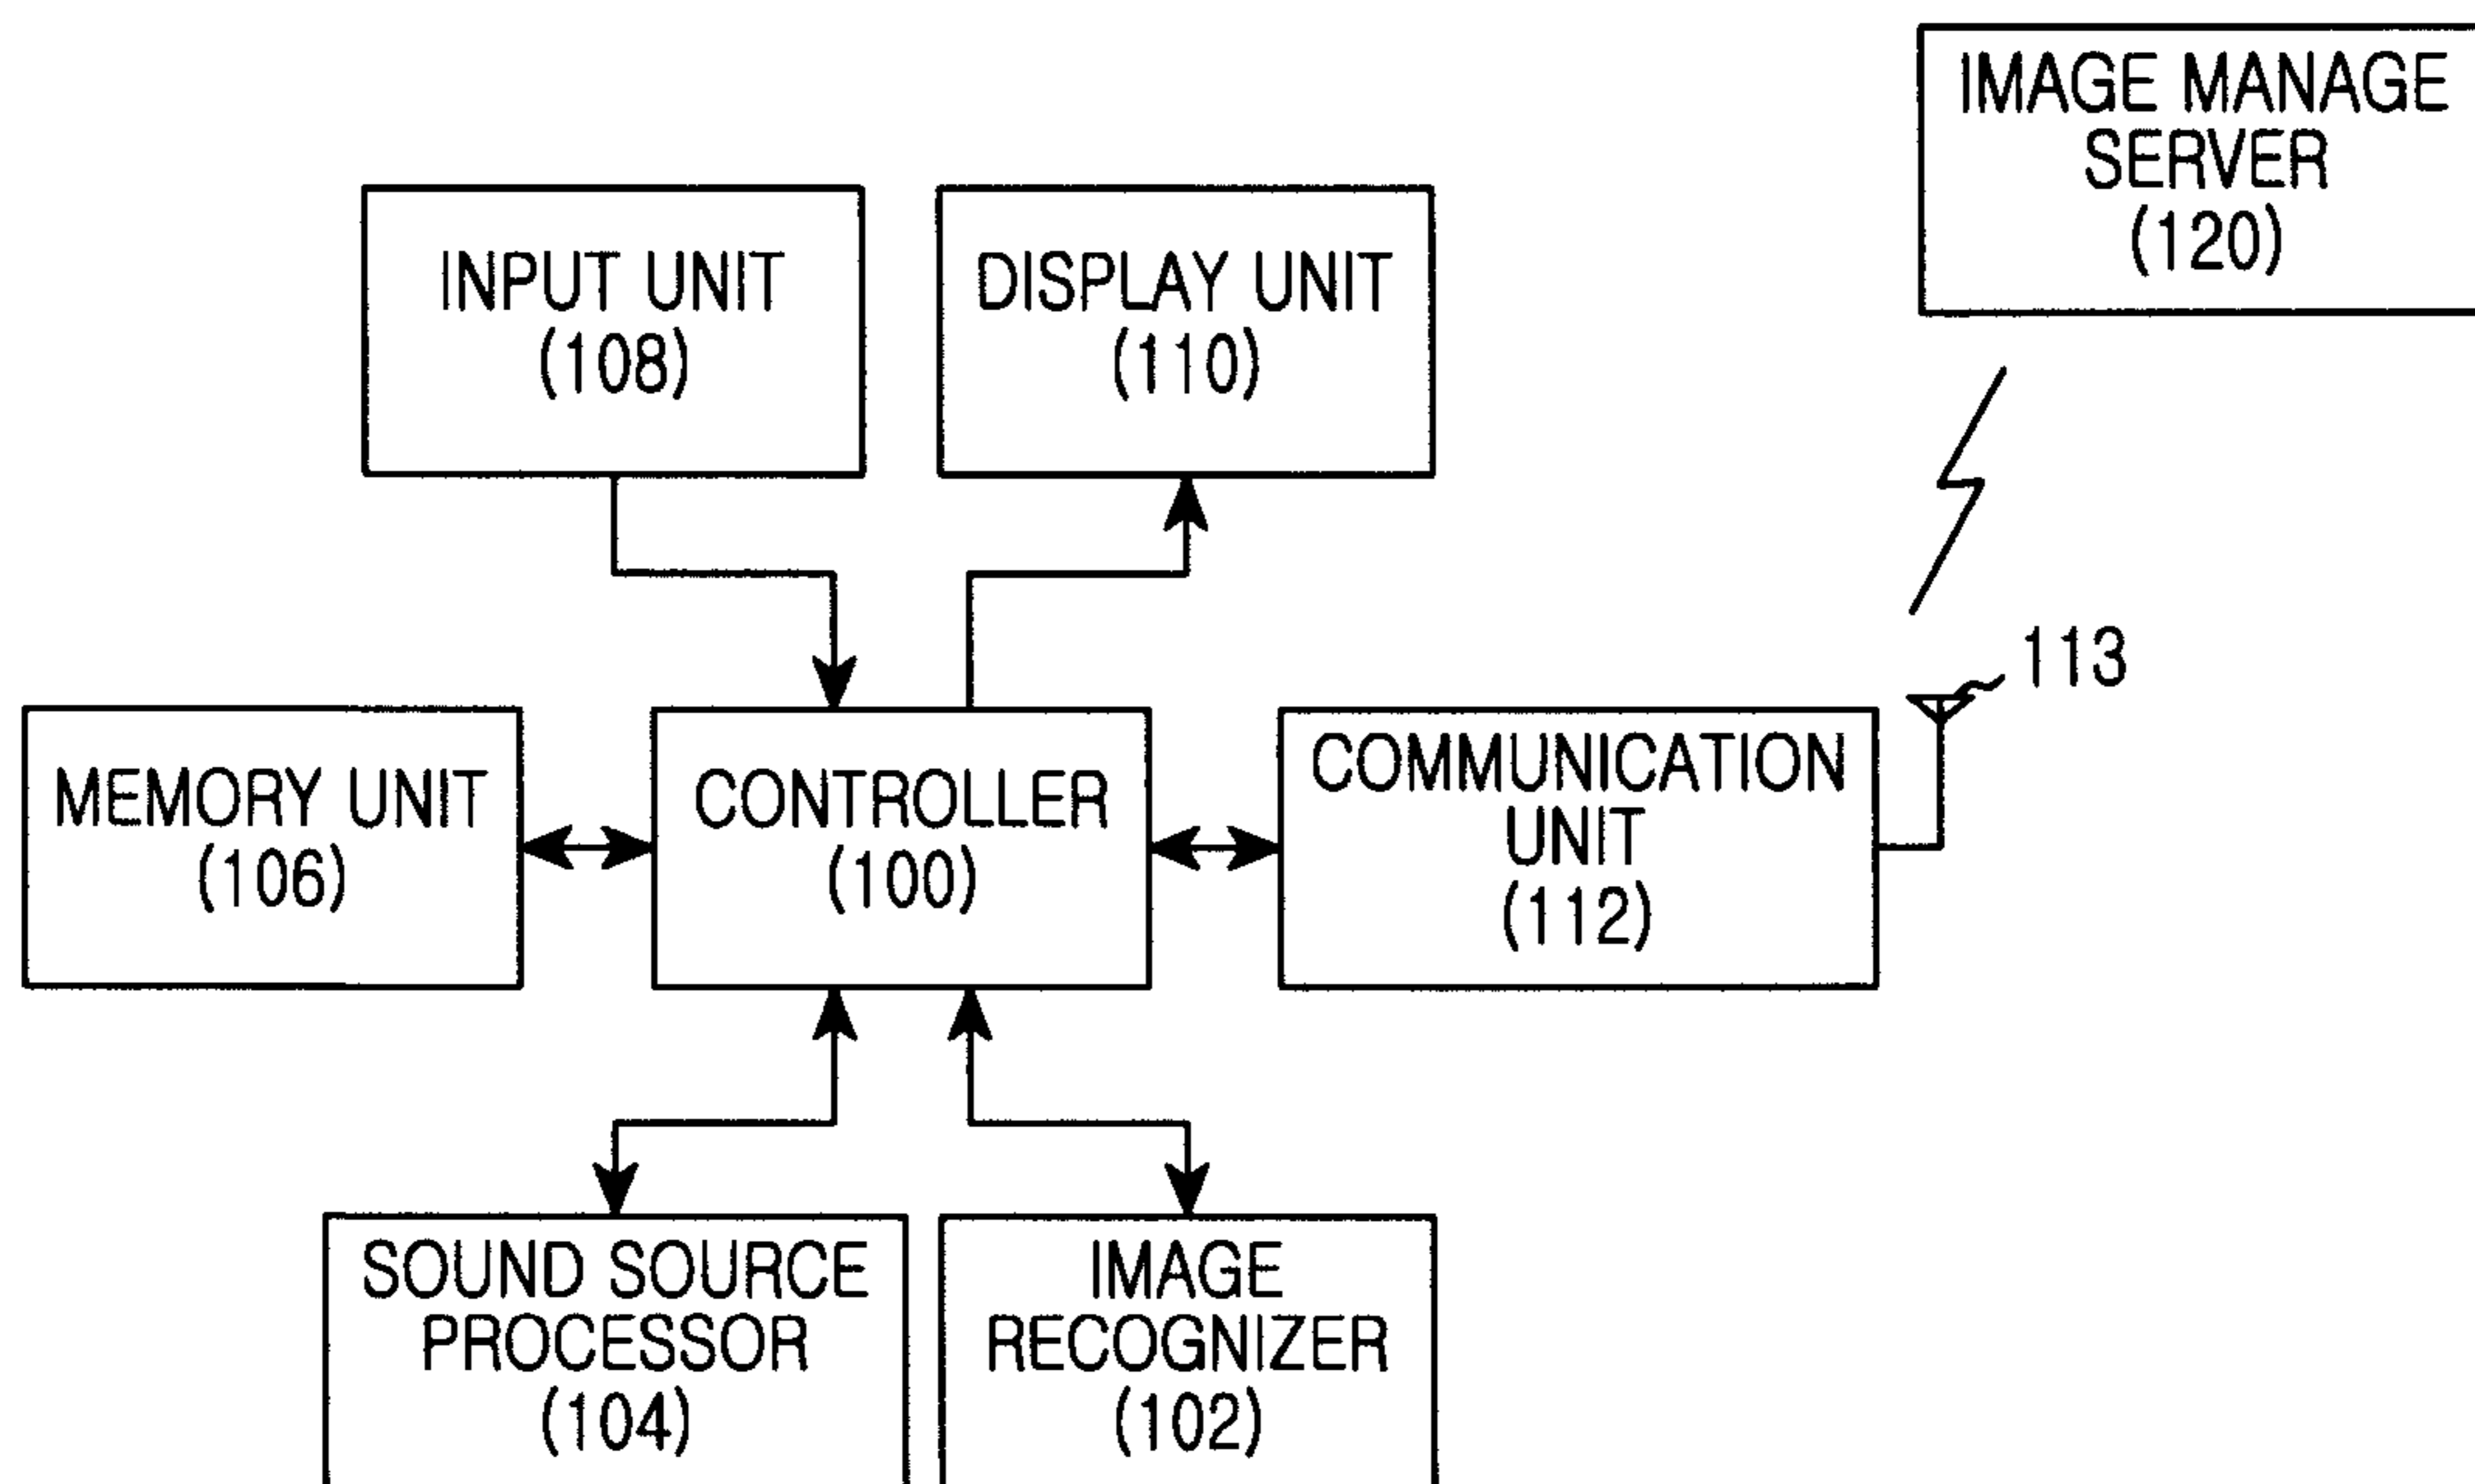 IMAGE MANAGE
SERVER
(120)
INPUT UNIT
(108)
DISPLAY UNIT
(110)
113
MEMORY UNIT
(106)
CONTROLLER
(100)
COMMUNICATION
UNIT
(112)
SOUND SOURCE
PROCESSOR
(104)
IMAGE
RECOGNIZER
(102)